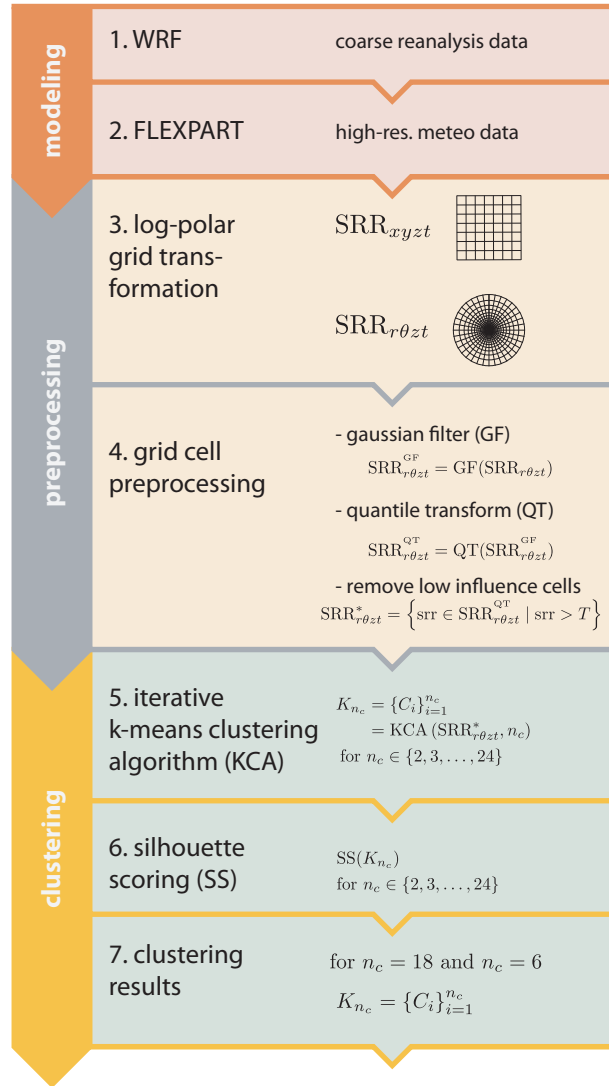 modeling
1. WRF
coarse reanalysis data
2. FLEXPART
high-res. meteo data
preprocessing
3. log-polar
grid trans-
formation
SRR_{xyzt}
SRR_{rθzt}
4. grid cell
preprocessing
- gaussian filter (GF)
SRR^{GF}_{rθzt} = GF(SRR_{rθzt})
- quantile transform (QT)
SRR^{QT}_{rθzt} = QT(SRR^{GF}_{rθzt})
- remove low influence cells
SRR^*_{rθzt} = {srr ∈ SRR^{QT}_{rθzt} | srr > T}
clustering
5. iterative
k-means clustering
algorithm (KCA)
K_{n_c} = {C_i}^{n_c}_{i=1}
= KCA (SRR^*_{rθzt}, n_c)
for n_c ∈ {2, 3, . . . , 24}
6. silhouette
scoring (SS)
SS(K_{n_c})
for n_c ∈ {2, 3, . . . , 24}
7. clustering
results
for n_c = 18 and n_c = 6
K_{n_c} = {C_i}^{n_c}_{i=1}